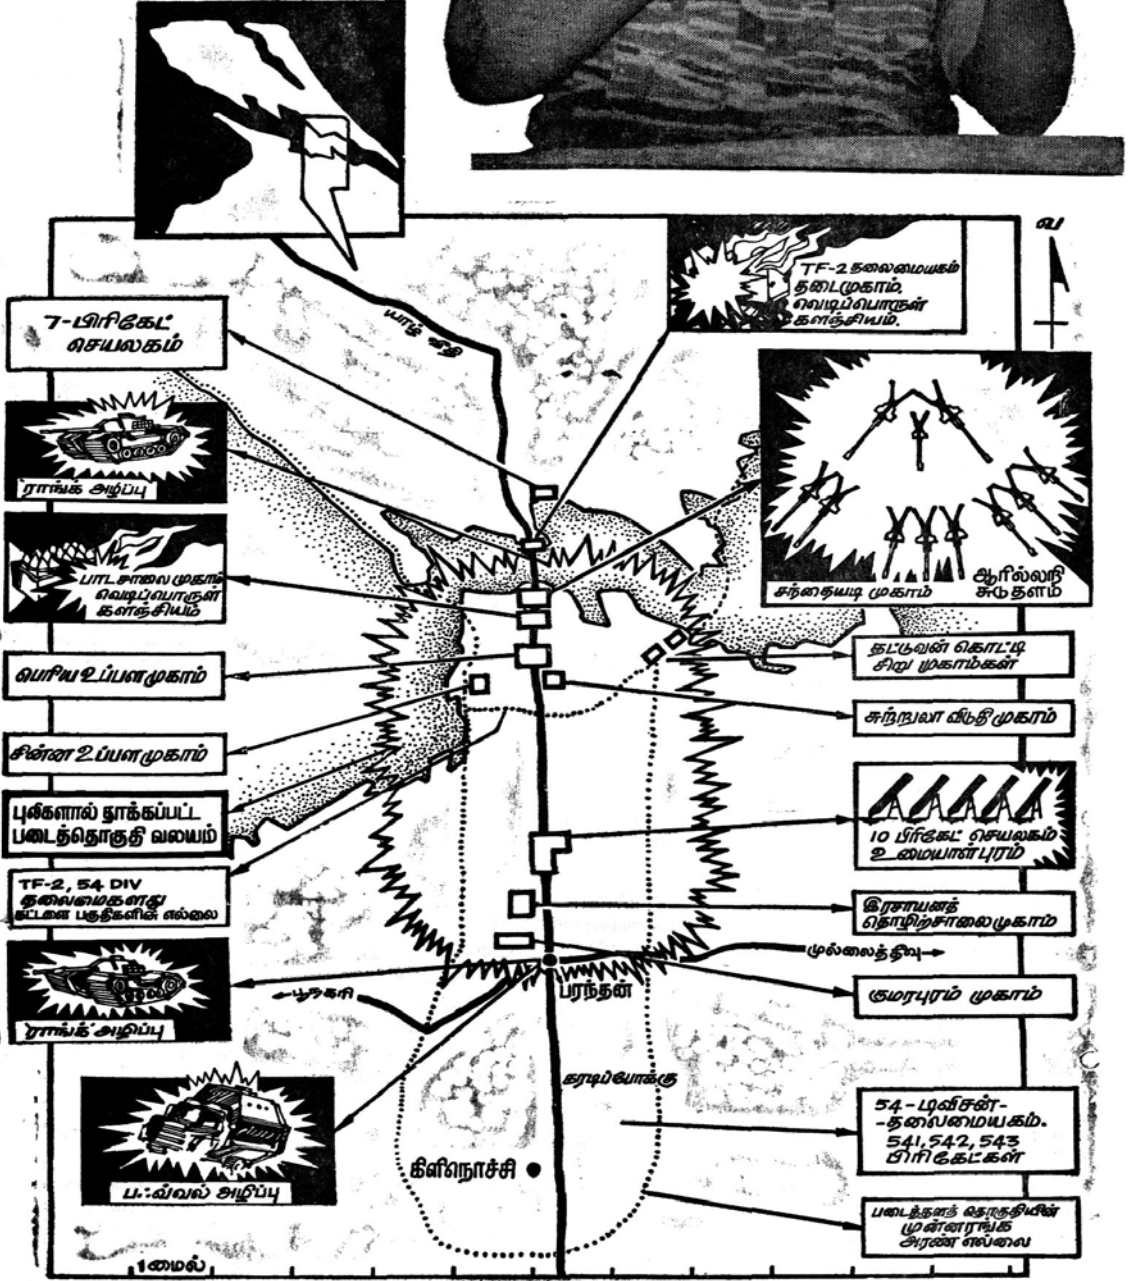 வ
TF-2 தலைமையகம்
தடைமுகாம்,
வெடிப்பொருள்
களஞ்சியம்.
7-பிரிகேட்
செயலகம்
யாழ் வீதி
'ராங்க் அழிப்பு
பாடசாலை முகாம்
வெடிப்பொருள்
களஞ்சியம்
சந்தையடி முகாம்
ஆரில்லறி
சுடுதளம்
பெரிய உப்பள முகாம்
தட்டுவன் கொட்டி
சிறு முகாம்கள்
சுற்றுலா விடுதி முகாம்
சின்ன உப்பள முகாம்
புலிகளால் தாக்கப்பட்ட
படைத்தொகுதி வலயம்
10 பிரிகேட் செயலகம்
உமையாள்புரம்
TF-2, 54 DIV
தலைமைகளது
கட்டளை பகுதிகளின் எல்லை
இரசாயனத்
தொழிற்சாலை முகாம்
முல்லைத்தீவு→
'ராங்க்' அழிப்பு
←பூநகரி
பரந்தன்
குமரபுரம் முகாம்
கரடிப்போக்கு
54-டிவிசன்-
-தலைமையகம்.
541, 542, 543
பிரிகேட்கள்
கிளிநொச்சி
பஃவ்வல் அழிப்பு
படைத்தளத் தொகுதியின்
முன்னரங்க
அரண் எல்லை
1மைல்